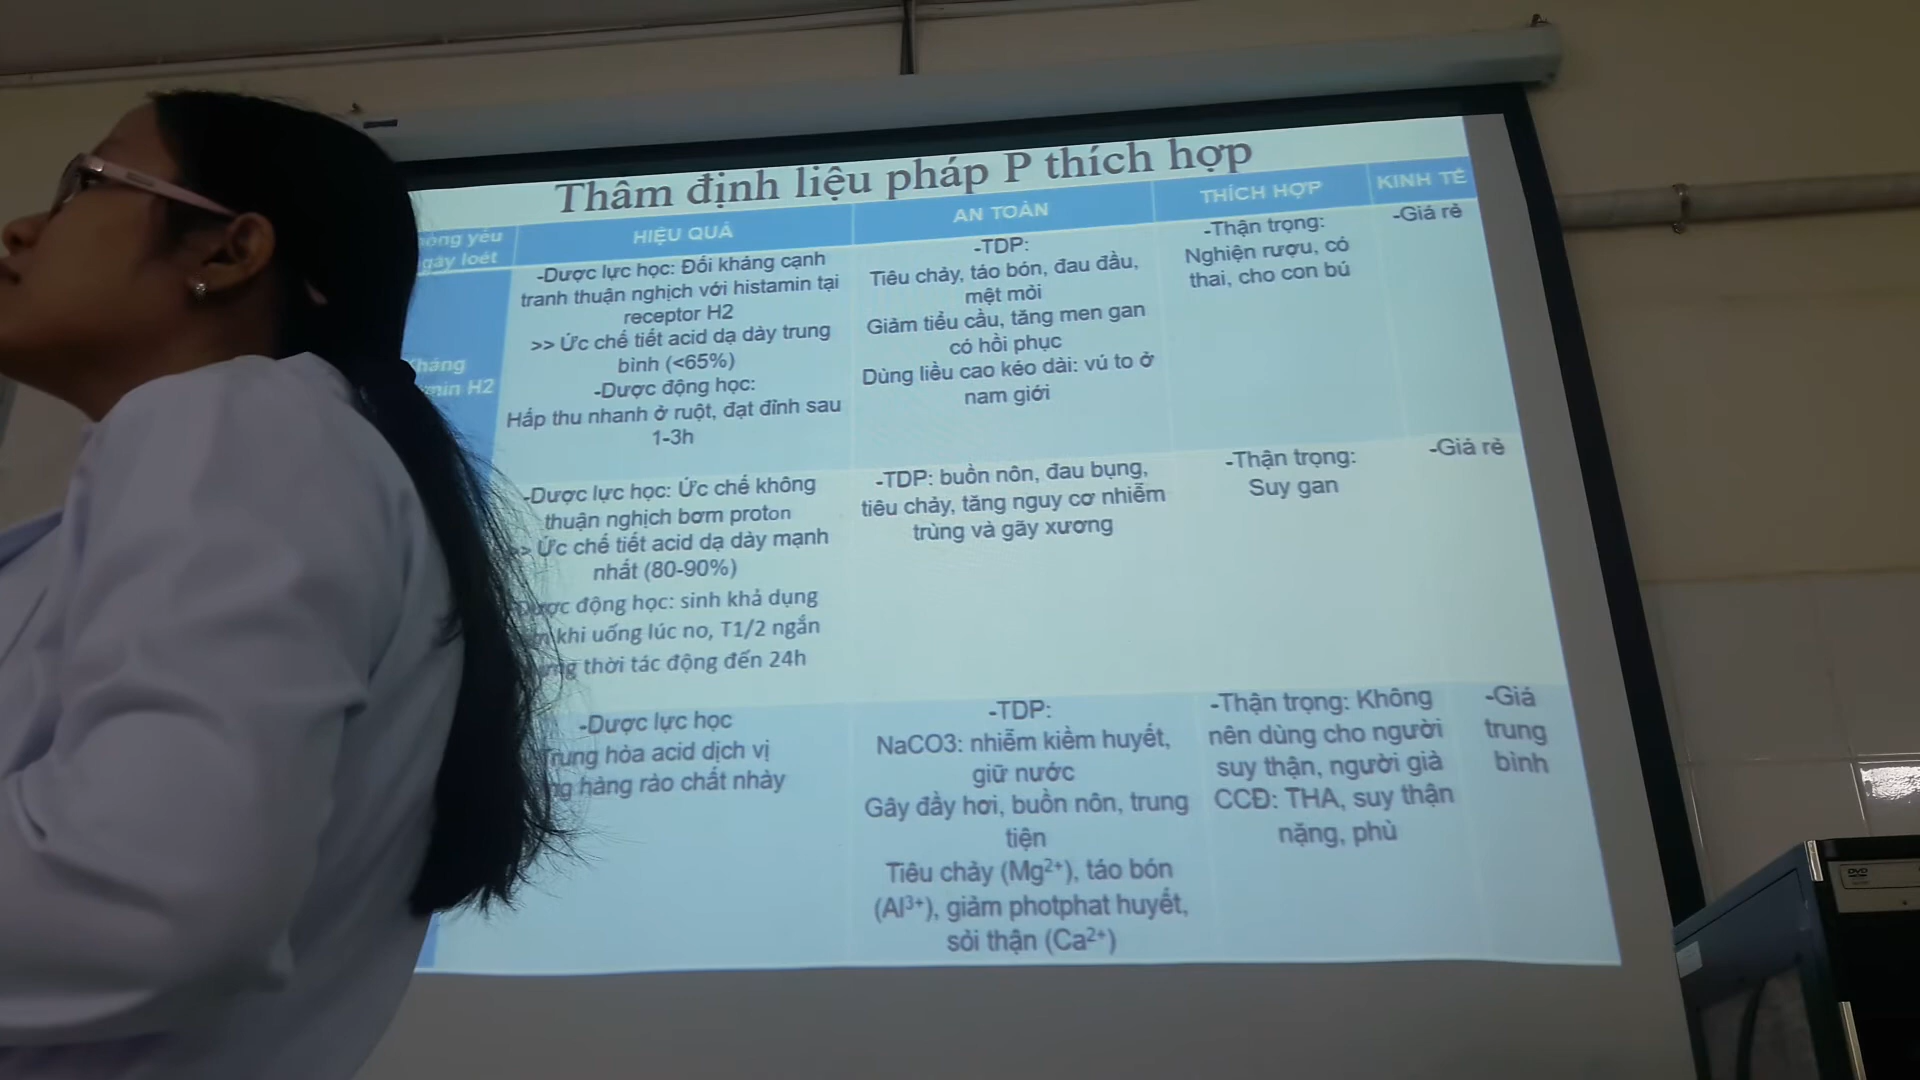 Thâm định liệu pháp P thích hợp
HIỆU QUẢ
AN TOÀN
THÍCH HỢP
KINH TẾ
yếu
gây loét
H2
-Dược lực học: Đối kháng cạnh
tranh thuận nghịch với histamin tại
receptor H2
>> Ức chế tiết acid dạ dày trung
bình (<65%)
-Dược động học:
Hấp thu nhanh ở ruột, đạt đỉnh sau
1-3h
-TDP:
Tiêu chảy, táo bón, đau đầu,
mệt mỏi
Giảm tiểu cầu, tăng men gan
có hồi phục
Dùng liều cao kéo dài: vú to ở
nam giới
-Thận trọng:
Nghiện rượu, có
thai, cho con bú
-Giá rẻ
-Dược lực học: Ức chế không
thuận nghịch bơm proton
>> Ức chế tiết acid dạ dày mạnh
nhất (80-90%)
động học: sinh khả dụng
khi uống lúc no, T1/2 ngắn
thời tác động đến 24h
-TDP: buồn nôn, đau bụng,
tiêu chảy, tăng nguy cơ nhiễm
trùng và gãy xương
-Thận trọng:
Suy gan
-Giá rẻ
-Dược lực học
hòa acid dịch vị
hàng rào chất nhày
-TDP:
NaCO3: nhiễm kiềm huyết,
giữ nước
Gây đầy hơi, buồn nôn, trung
tiện
Tiêu chảy (Mg²⁺), táo bón
(Al³⁺), giảm photphat huyết,
sỏi thận (Ca²⁺)
-Thận trọng: Không
nên dùng cho người
suy thận, người già
CCĐ: THA, suy thận
nặng, phù
-Giá
trung
bình
DVD